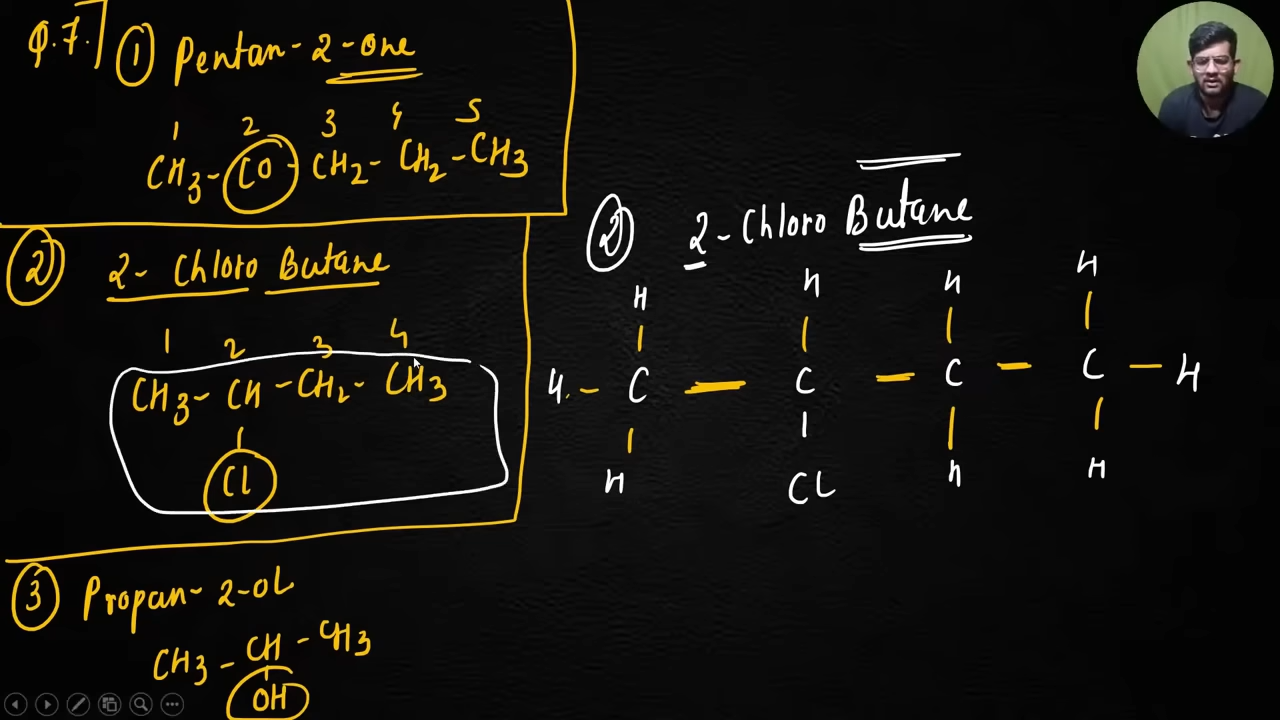 Q.7.] ① Pentan-2-one
1 2 3 4 5
CH3-CO-CH2-CH2-CH3
② 2-Chloro Butane
1 2 3 4
CH3-CH-CH2-CH3
Cl
③ Propan-2-OL
CH3-CH-CH3
OH
② 2-Chloro Butane
H H H H
H-C-C-C-C-H
H Cl H H